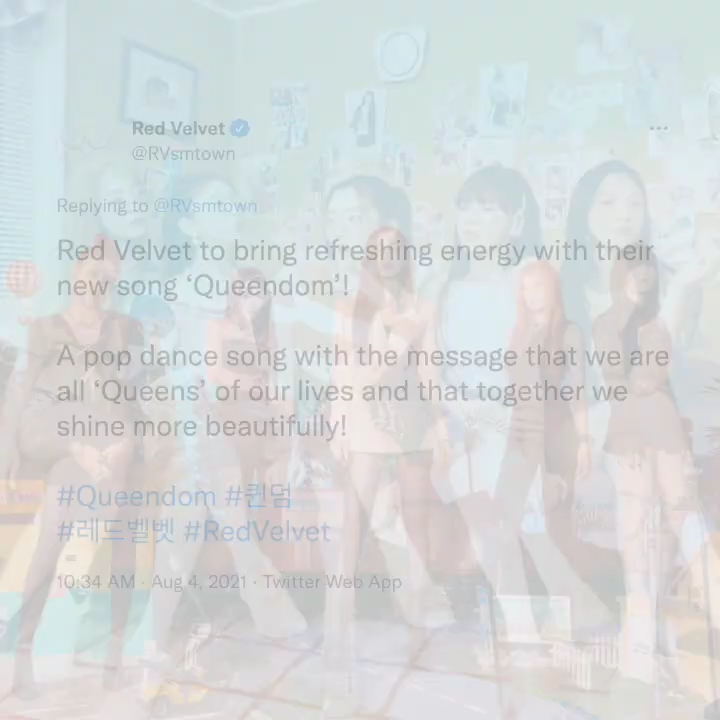 Red Velvet
@RVsmtown
Replying to @RVsmtown
Red Velvet to bring refreshing energy with their
new song ‘Queendom’!
A pop dance song with the message that we are
all ‘Queens’ of our lives and that together we
shine more beautifully!
#Queendom #퀸덤
#레드벨벳 #RedVelvet
10:34 AM · Aug 4, 2021 · Twitter Web App